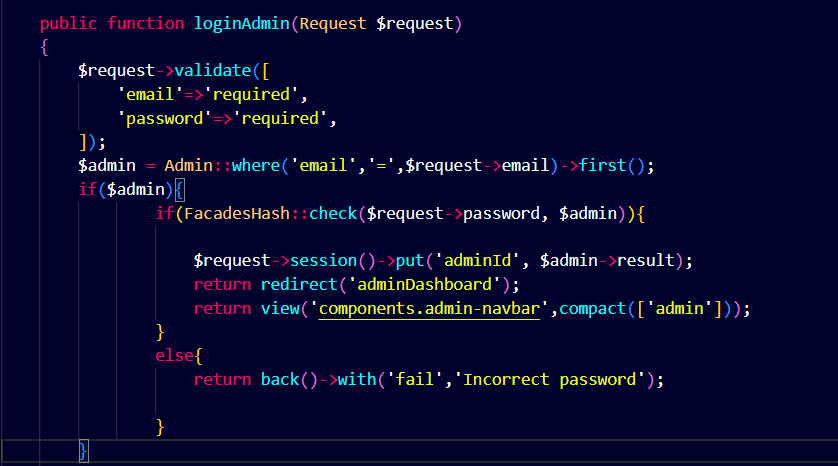 public function loginAdmin(Request $request)
{
$request->validate([
'email'=>'required',
'password'=>'required',
]);
$admin = Admin::where('email','=',$request->email)->first();
if($admin){
if(FacadesHash::check($request->password, $admin)){
$request->session()->put('adminId', $admin->result);
return redirect('adminDashboard');
return view('components.admin-navbar',compact(['admin']));
}
else{
return back()->with('fail','Incorrect password');
}
}